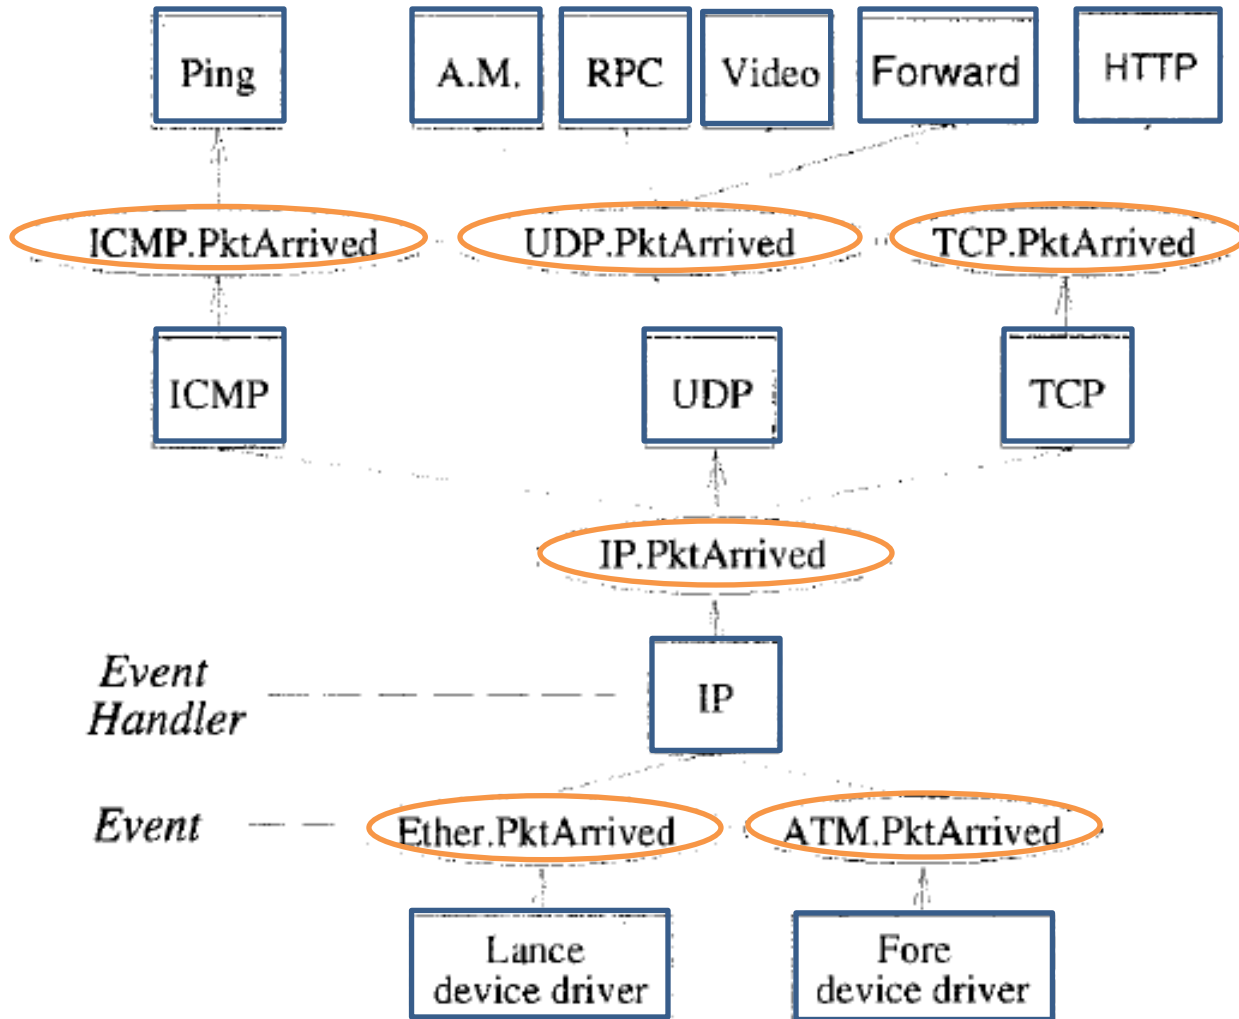 Ping
A.M.
RPC
Video
Forward
HTTP
ICMP.PktArrived
UDP.PktArrived
TCP.PktArrived
ICMP
UDP
TCP
IP.PktArrived
Event
Handler
IP
Event
Ether.PktArrived
ATM.PktArrived
Lance
device driver
Fore
device driver